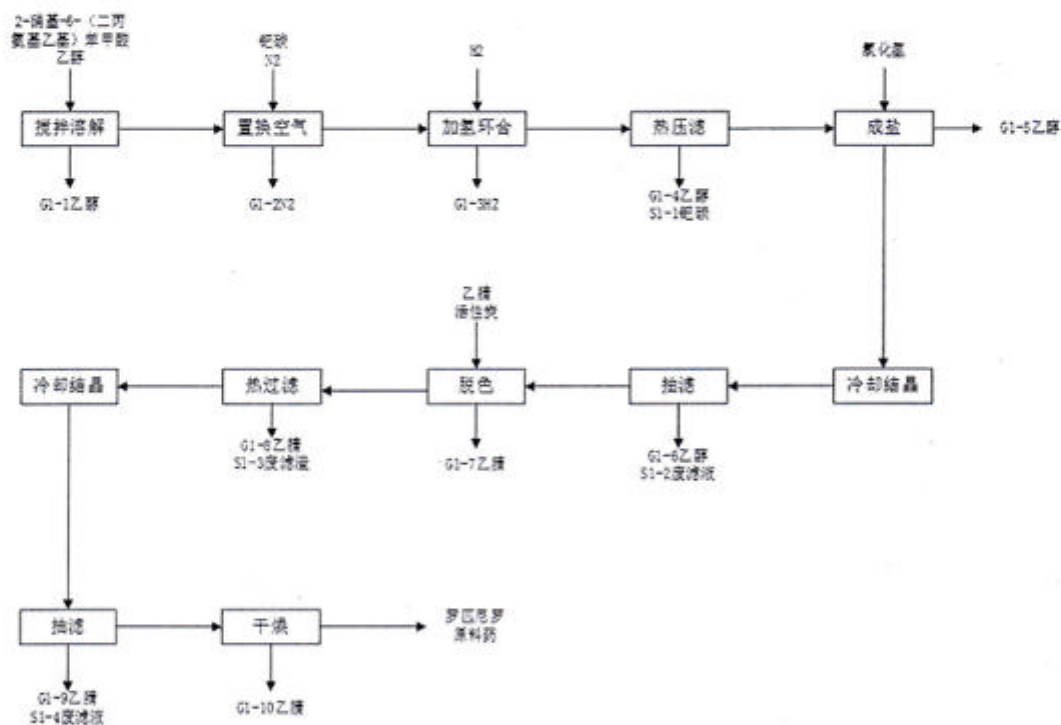 2-硝基-6-（二丙
氨基乙基）苯甲酸
乙醇
钯碳
N2
H2
氯化氢
搅拌溶解
置换空气
加氢环合
热压滤
成盐
G1-5乙醇
G1-1乙醇
G1-2N2
G1-3H2
G1-4乙醇
S1-1钯碳
乙腈
活性炭
冷却结晶
热过滤
脱色
抽滤
冷却结晶
G1-8乙腈
S1-3废滤渣
G1-7乙腈
G1-6乙醇
S1-2废滤液
抽滤
干燥
罗匹尼罗
原料药
G1-9乙腈
S1-4废滤液
G1-10乙腈